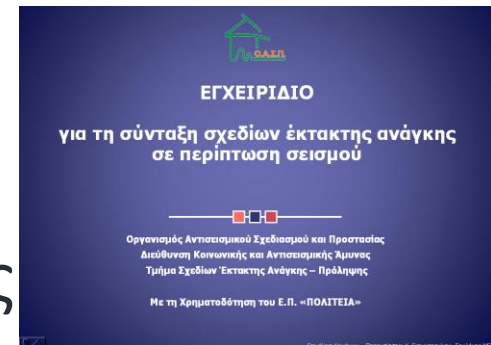 Ο.Α.Σ.Π.
ΕΓΧΕΙΡΙΔΙΟ
για τη σύνταξη σχεδίων έκτακτης ανάγκης
σε περίπτωση σεισμού
Οργανισμός Αντισεισμικού Σχεδιασμού και Προστασίας
Διεύθυνση Κοινωνικής και Αντισεισμικής Άμυνας
Τμήμα Σχεδίων Έκτακτης Ανάγκης – Πρόληψης
Με τη Χρηματοδότηση του Ε.Π. «ΠΟΛΙΤΕΙΑ»
ς